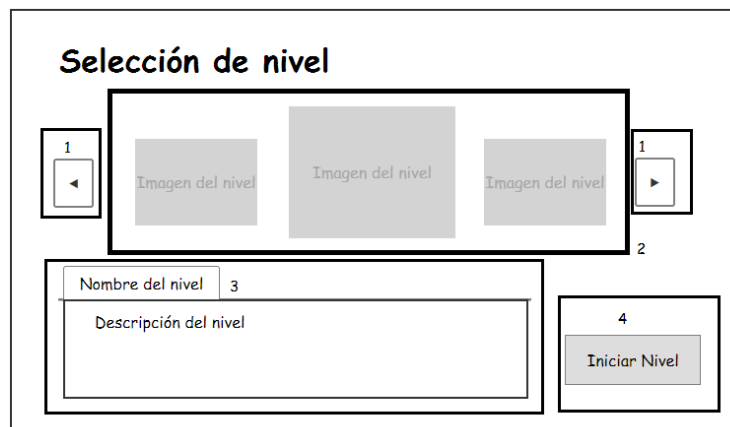 Selección de nivel
1
Imagen del nivel
Imagen del nivel
Imagen del nivel
1
2
Nombre del nivel
3
Descripción del nivel
4
Iniciar Nivel